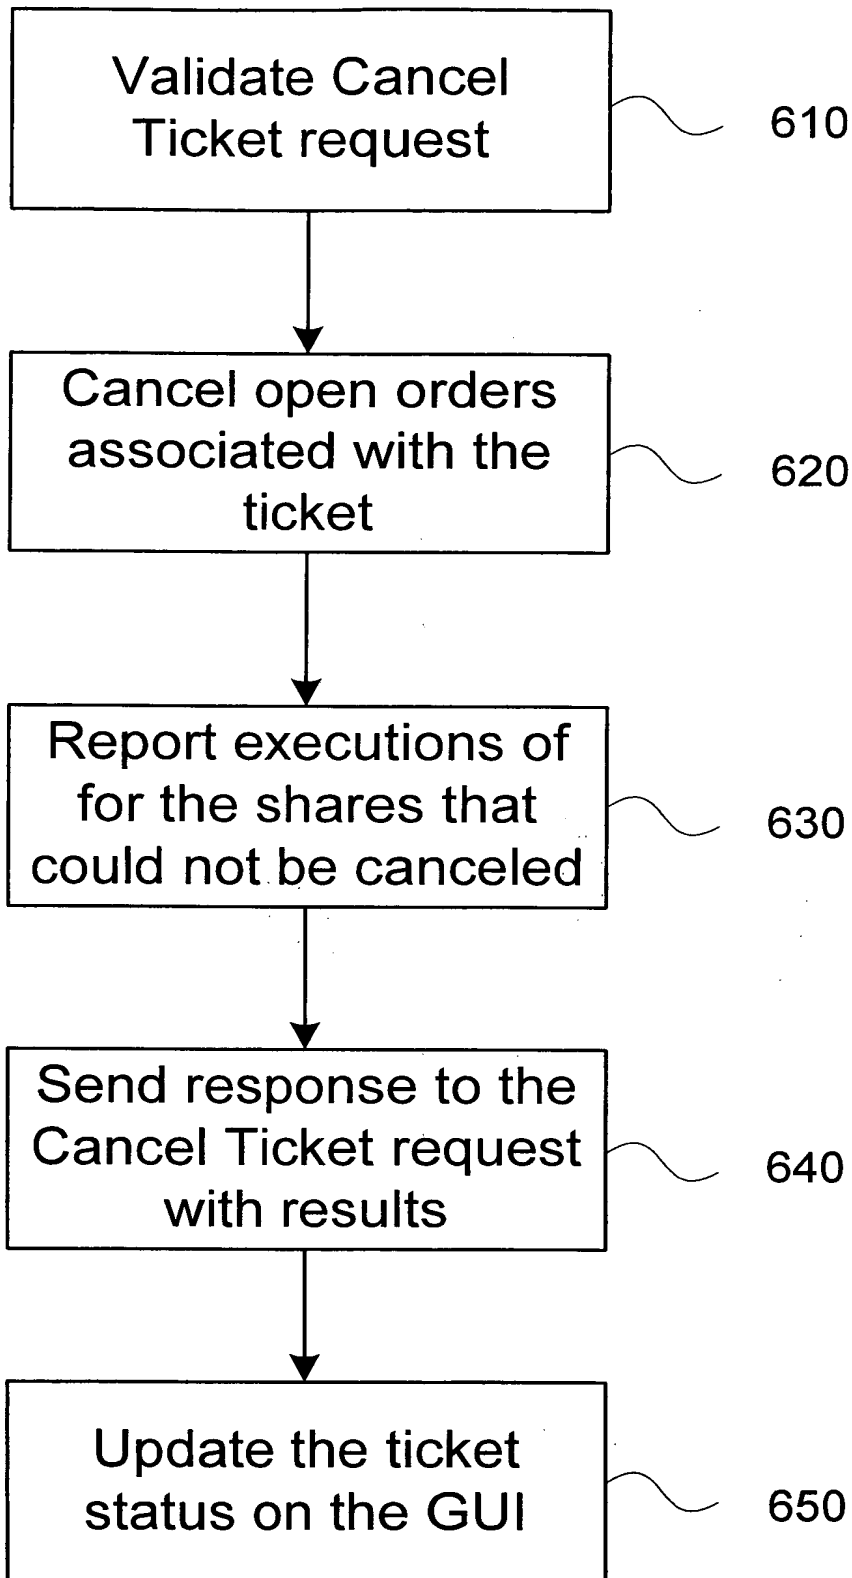 Validate Cancel
Ticket request
610
Cancel open orders
associated with the
ticket
620
Report executions of
for the shares that
could not be canceled
630
Send response to the
Cancel Ticket request
with results
640
Update the ticket
status on the GUI
650